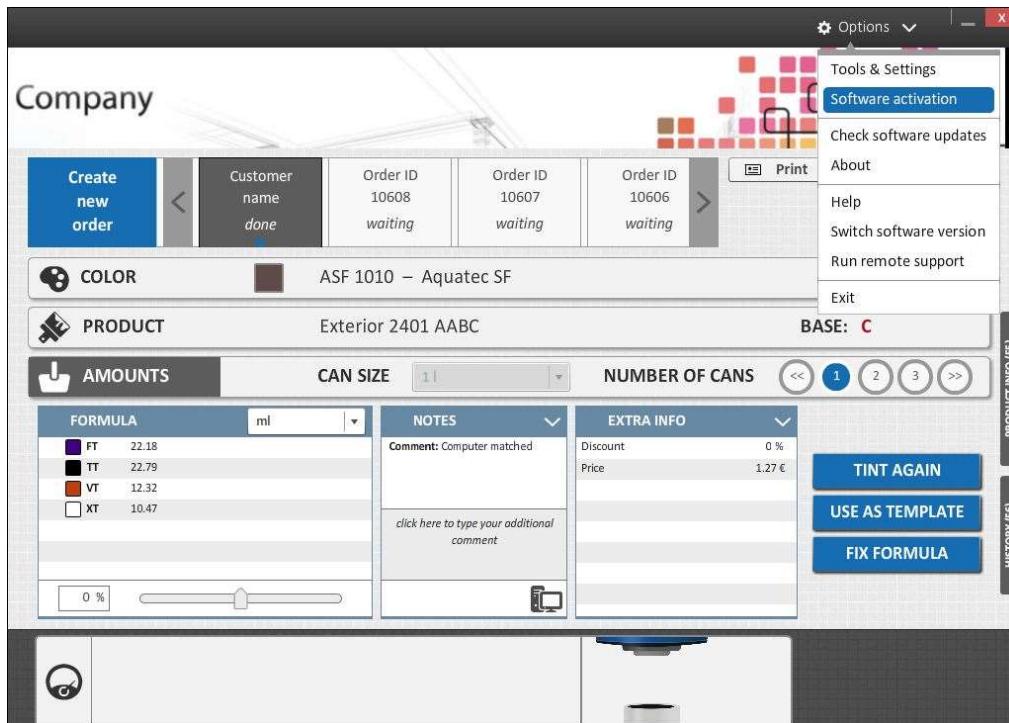 Options
X
Tools & Settings
Software activation
Check software updates
About
Help
Switch software version
Run remote support
Exit
Company
Create
new
order
<
Customer
name
done
Order ID
10608
waiting
Order ID
10607
waiting
Order ID
10606
waiting
>
Print
COLOR
ASF 1010 – Aquatec SF
PRODUCT
Exterior 2401 AABC
BASE: C
AMOUNTS
CAN SIZE
1 l
NUMBER OF CANS
<<
1
2
3
>>
FORMULA
ml
FT 22.18
TT 22.79
VT 12.32
XT 10.47
0 %
NOTES
Comment: Computer matched
click here to type your additional
comment
EXTRA INFO
Discount 0 %
Price 1.27 €
TINT AGAIN
USE AS TEMPLATE
FIX FORMULA
PRODUCT INFO (F5)
HISTORY (F6)